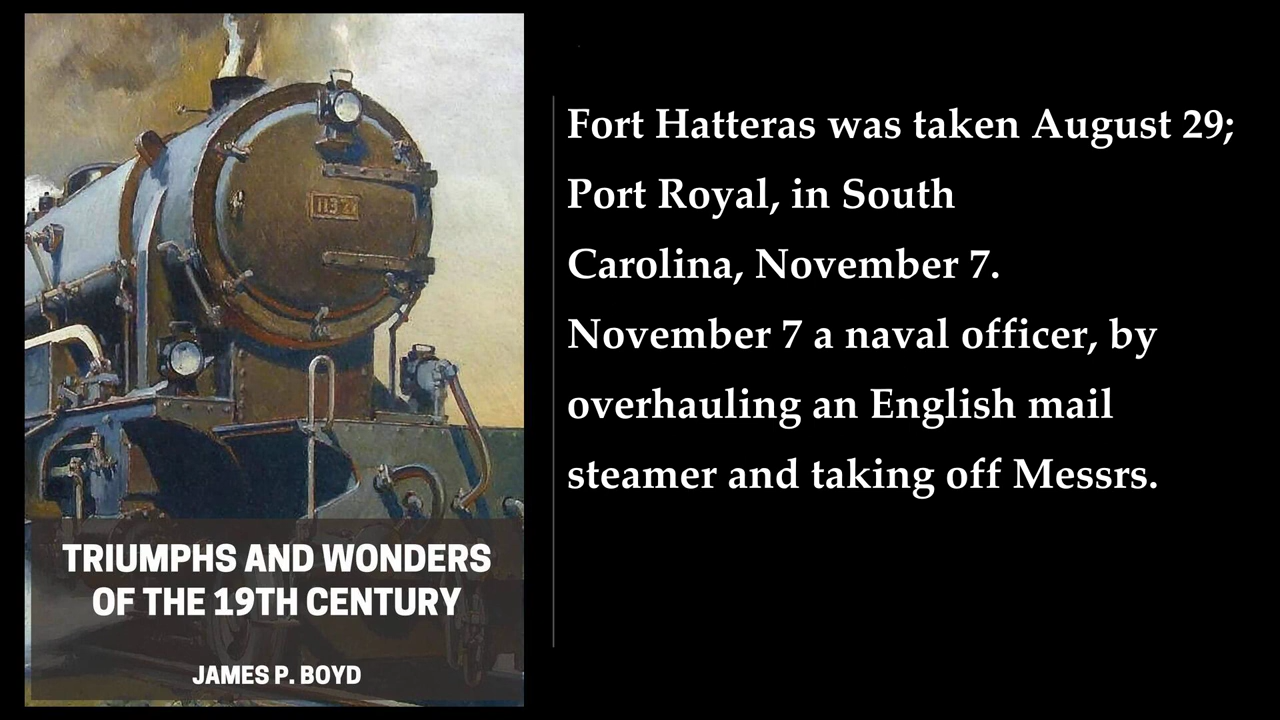 Fort Hatteras was taken August 29;
Port Royal, in South
Carolina, November 7.
November 7 a naval officer, by
overhauling an English mail
steamer and taking off Messrs.
TRIUMPHS AND WONDERS
OF THE 19TH CENTURY
JAMES P. BOYD